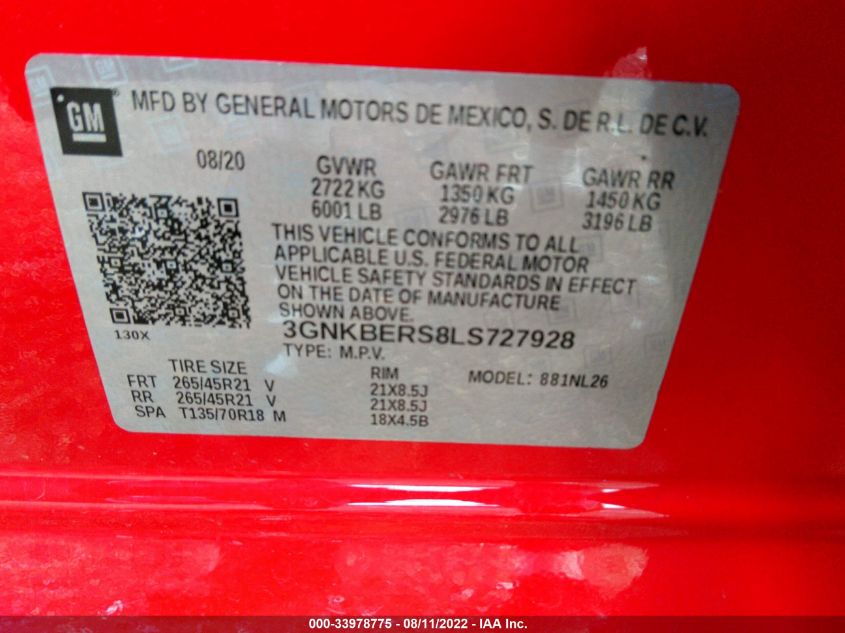 GM
MFD BY GENERAL MOTORS DE MEXICO, S. DE R.L. DE C.V.
08/20 GVWR GAWR FRT GAWR RR
2722 KG 1350 KG 1450 KG
6001 LB 2976 LB 3196 LB
THIS VEHICLE CONFORMS TO ALL
APPLICABLE U.S. FEDERAL MOTOR
VEHICLE SAFETY STANDARDS IN EFFECT
ON THE DATE OF MANUFACTURE
SHOWN ABOVE.
130X 3GNKBERS8LS727928
TYPE: M.P.V.
TIRE SIZE RIM MODEL: 881NL26
FRT 265/45R21 V 21X8.5J
RR 265/45R21 V 21X8.5J
SPA T135/70R18 M 18X4.5B
000-33978775 - 08/11/2022 - IAA Inc.